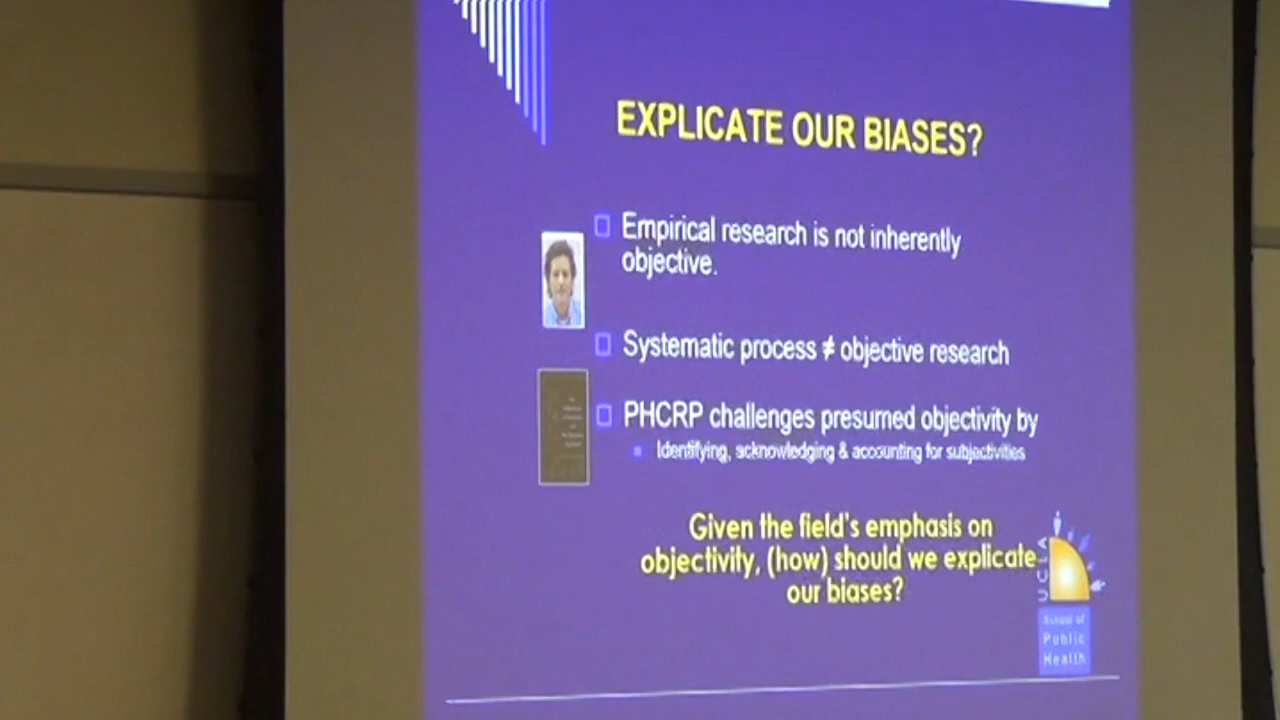 EXPLICATE OUR BIASES?
Empirical research is not inherently
objective.
Systematic process ≠ objective research
PHCRP challenges presumed objectivity by
Identifying, acknowledging & accounting for subjectivities
Given the field's emphasis on
objectivity, (how) should we explicate
our biases?
UCLA
School of
Public
Health